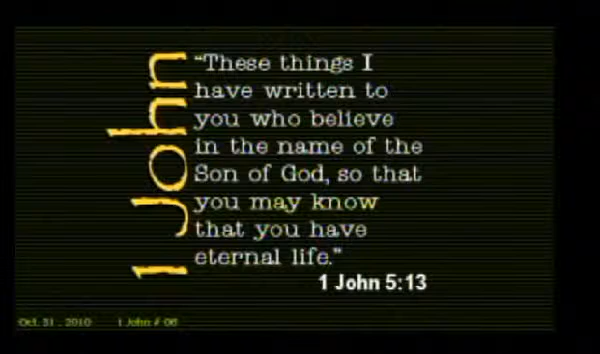 1 John
“These things I
have written to
you who believe
in the name of the
Son of God, so that
you may know
that you have
eternal life.”
1 John 5:13
Oct. 31 , 2010 1 John # 06